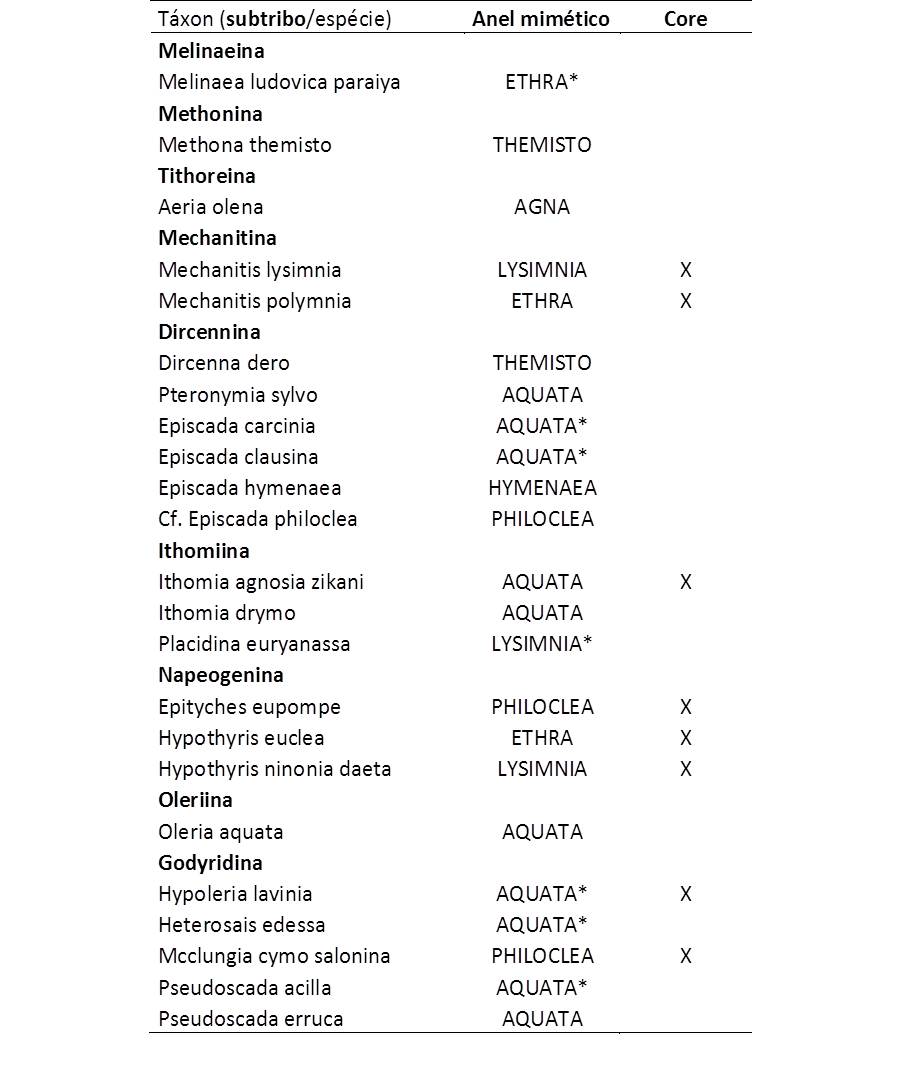 Táxon (subtribo/espécie) Anel mimético Core
Melinaeina
Melinaea ludovica paraiya ETHRA*
Methonina
Methona themisto THEMISTO
Tithoreina
Aeria olena AGNA
Mechanitina
Mechanitis lysimnia LYSIMNIA X
Mechanitis polymnia ETHRA X
Dircennina
Dircenna dero THEMISTO
Pteronymia sylvo AQUATA
Episcada carcinia AQUATA*
Episcada clausina AQUATA*
Episcada hymenaea HYMENAEA
Cf. Episcada philoclea PHILOCLEA
Ithomiina
Ithomia agnosia zikani AQUATA X
Ithomia drymo AQUATA
Placidina euryanassa LYSIMNIA*
Napeogenina
Epityches eupompe PHILOCLEA X
Hypothyris euclea ETHRA X
Hypothyris ninonia daeta LYSIMNIA X
Oleriina
Oleria aquata AQUATA
Godyridina
Hypoleria lavinia AQUATA* X
Heterosais edessa AQUATA*
Mcclungia cymo salonina PHILOCLEA X
Pseudoscada acilla AQUATA*
Pseudoscada erruca AQUATA